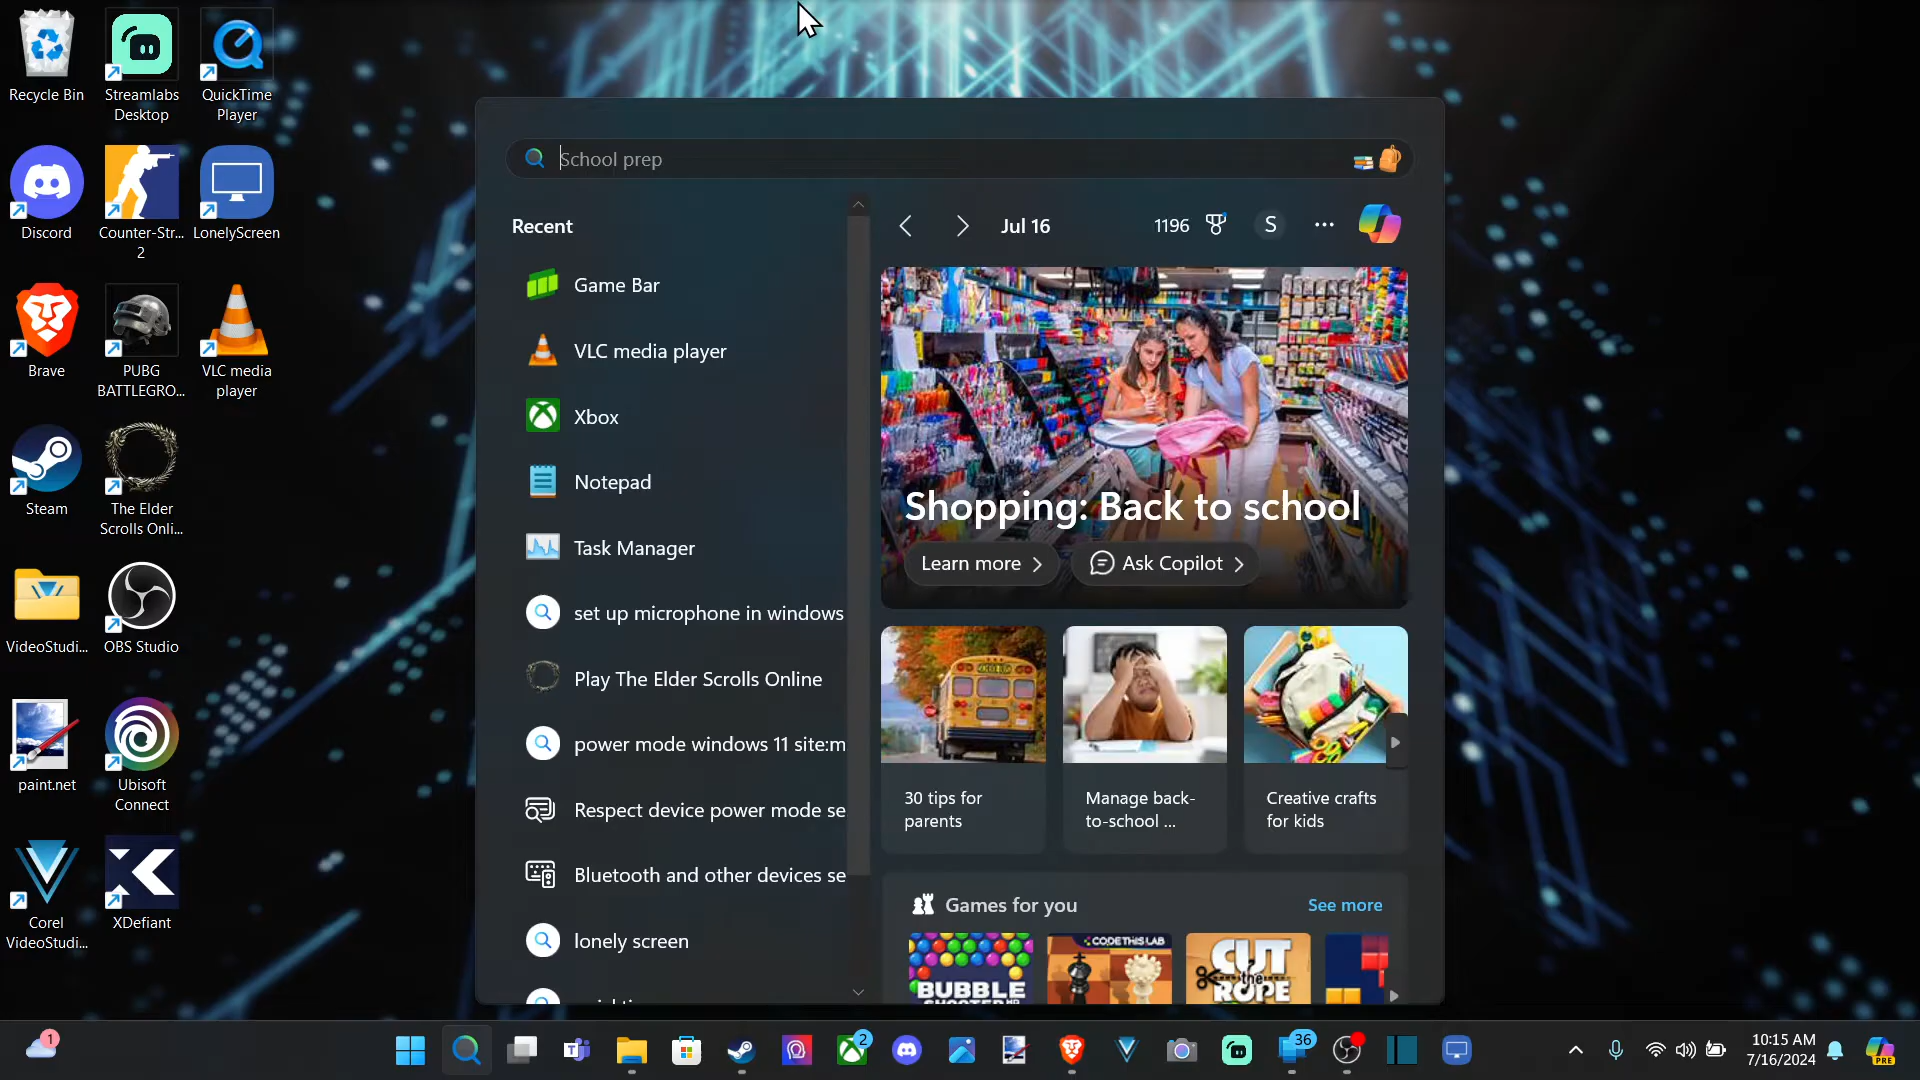 Recycle Bin
Streamlabs
Desktop
QuickTime
Player
Discord
Counter-Str...
2
LonelyScreen
Brave
PUBG
BATTLEGRO...
VLC media
player
Steam
The Elder
Scrolls Onli...
VideoStudi...
OBS Studio
paint.net
Ubisoft
Connect
Corel
VideoStudi...
XDefiant
School prep
Recent
Game Bar
VLC media player
Xbox
Notepad
Task Manager
set up microphone in windows
Play The Elder Scrolls Online
power mode windows 11 site:m
Respect device power mode se
Bluetooth and other devices se
lonely screen
Jul 16
1196
S
Shopping: Back to school
Learn more
Ask Copilot
30 tips for
parents
Manage back-
to-school ...
Creative crafts
for kids
Games for you
See more
BUBBLE
CODETHISLAB
CUT
the
ROPE
1
2
36
10:15 AM
7/16/2024
PRE